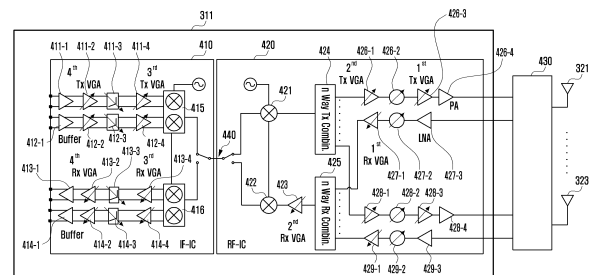 311
410
420
411-1
411-2
411-3
411-4
4th Tx VGA
3rd Tx VGA
415
412-1
412-2
412-3
412-4
Buffer
413-1
4th Rx VGA
413-2
413-3
3rd Rx VGA
413-4
416
414-1
Buffer
414-2
414-3
414-4
IF-IC
440
RF-IC
421
422
423
2nd Rx VGA
424
n Way Tx Combin.
425
n Way Rx Combin.
2nd Tx VGA
426-1
426-2
1st Tx VGA
426-3
426-4
PA
LNA
1st Rx VGA
427-1
427-2
427-3
428-1
428-2
428-3
428-4
429-1
429-2
429-3
430
321
323